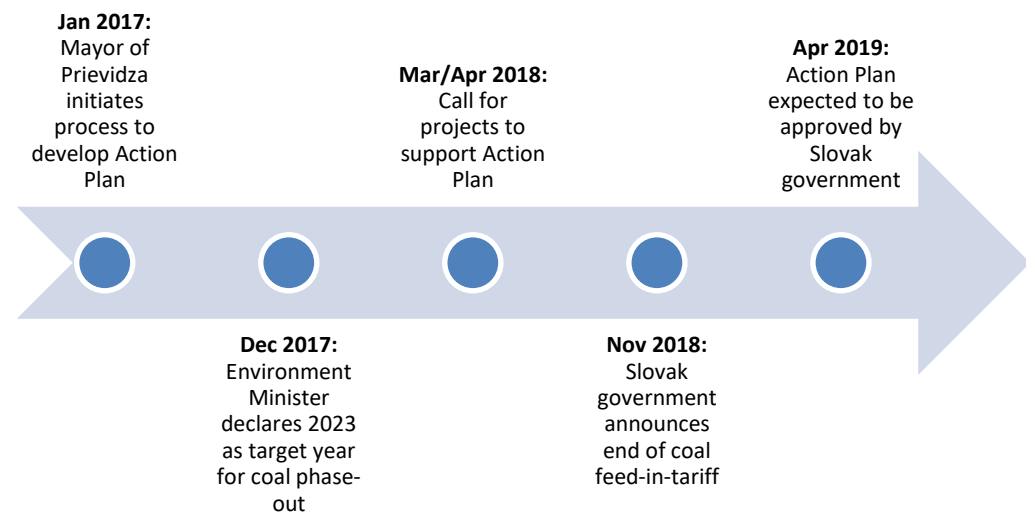 Jan 2017:
Mayor of
Prievidza
initiates
process to
develop Action
Plan
Dec 2017:
Environment
Minister
declares 2023
as target year
for coal phase-
out
Mar/Apr 2018:
Call for
projects to
support Action
Plan
Nov 2018:
Slovak
government
announces
end of coal
feed-in-tariff
Apr 2019:
Action Plan
expected to be
approved by
Slovak
government